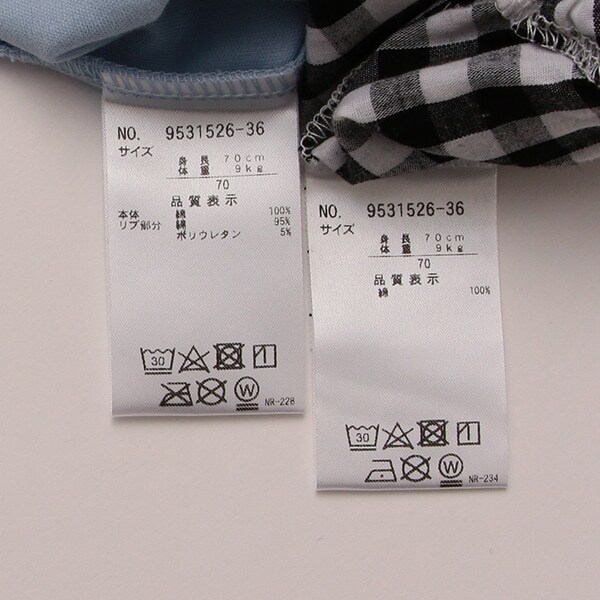 NO. 9531526-36
サイズ
身長 70cm
体重 9kg
70
品質表示
本体 綿 100%
リブ部分 綿 95%
ポリウレタン 5%
30
W
NR-228
NO. 9531526-36
サイズ
身長 70cm
体重 9kg
70
品質表示
綿 100%
30
W
NR-234